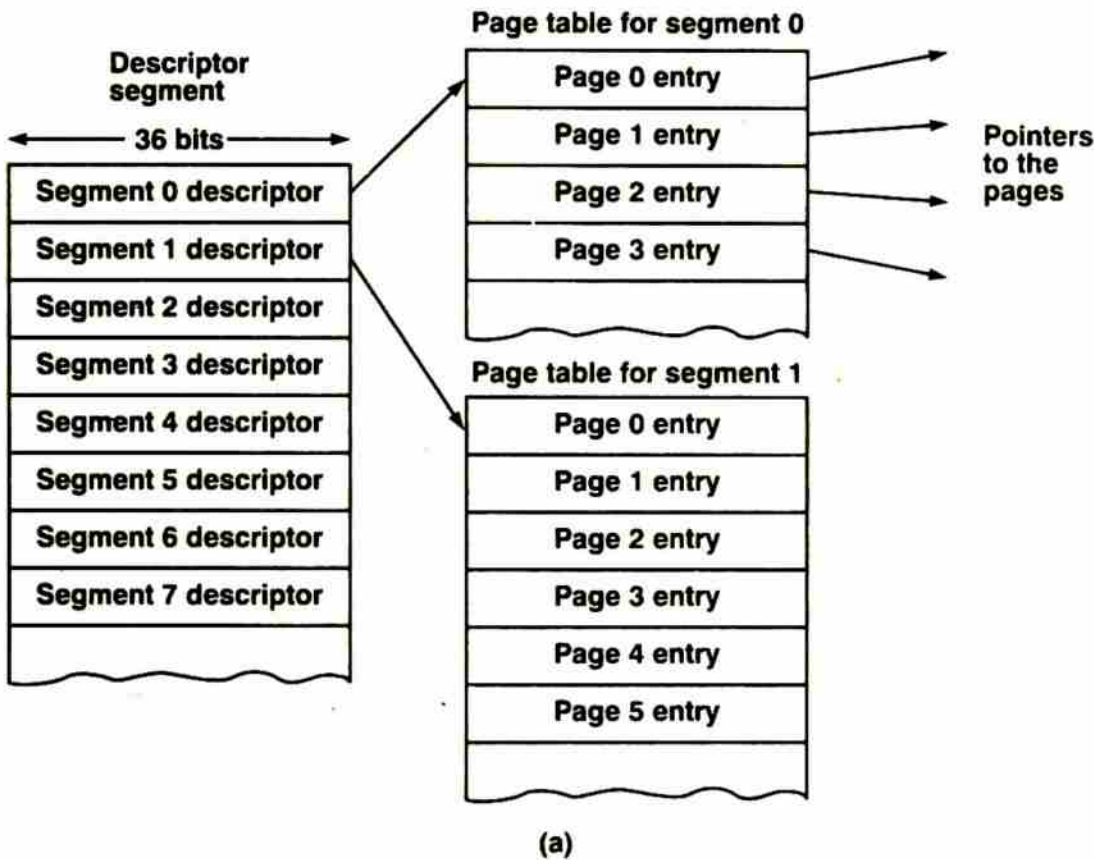 Descriptor
segment
36 bits
Segment 0 descriptor
Segment 1 descriptor
Segment 2 descriptor
Segment 3 descriptor
Segment 4 descriptor
Segment 5 descriptor
Segment 6 descriptor
Segment 7 descriptor
Page table for segment 0
Page 0 entry
Page 1 entry
Page 2 entry
Page 3 entry
Pointers
to the
pages
Page table for segment 1
Page 0 entry
Page 1 entry
Page 2 entry
Page 3 entry
Page 4 entry
Page 5 entry
(a)